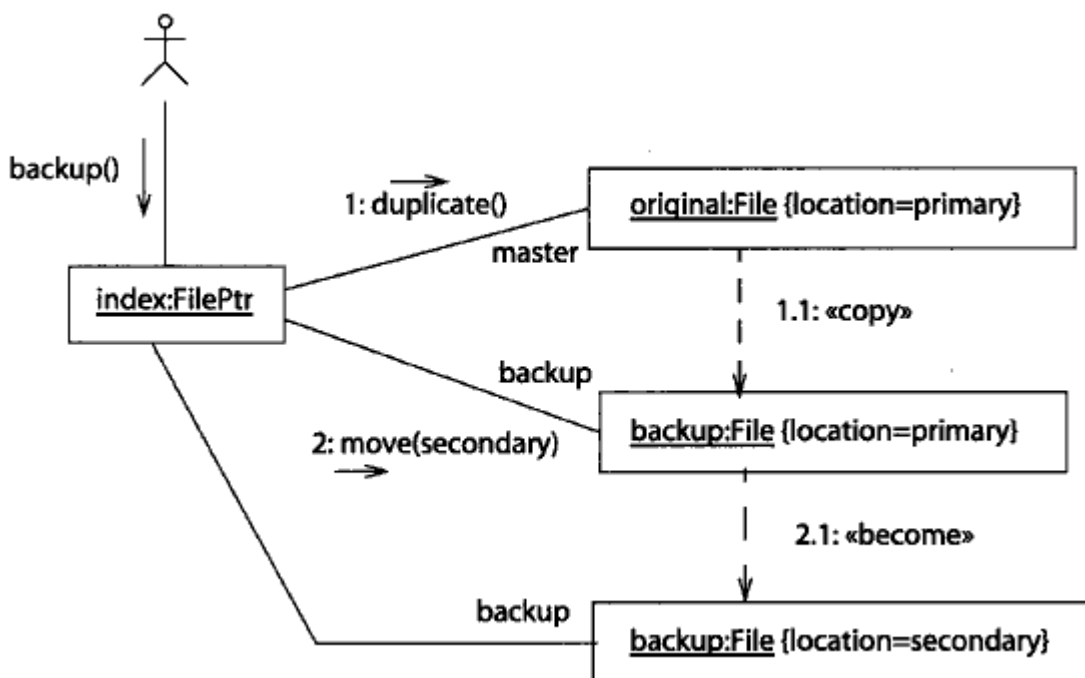 backup()
1: duplicate()
original:File {location=primary}
master
index:FilePtr
1.1: «copy»
backup
backup:File {location=primary}
2: move(secondary)
2.1: «become»
backup
backup:File {location=secondary}